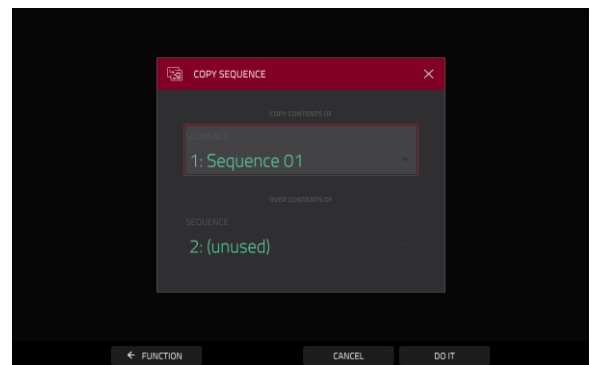 COPY SEQUENCE
COPY CONTENTS OF
SEQUENCE
1: Sequence 01
OVER CONTENTS OF
SEQUENCE
2: (unused)
FUNCTION CANCEL DO IT